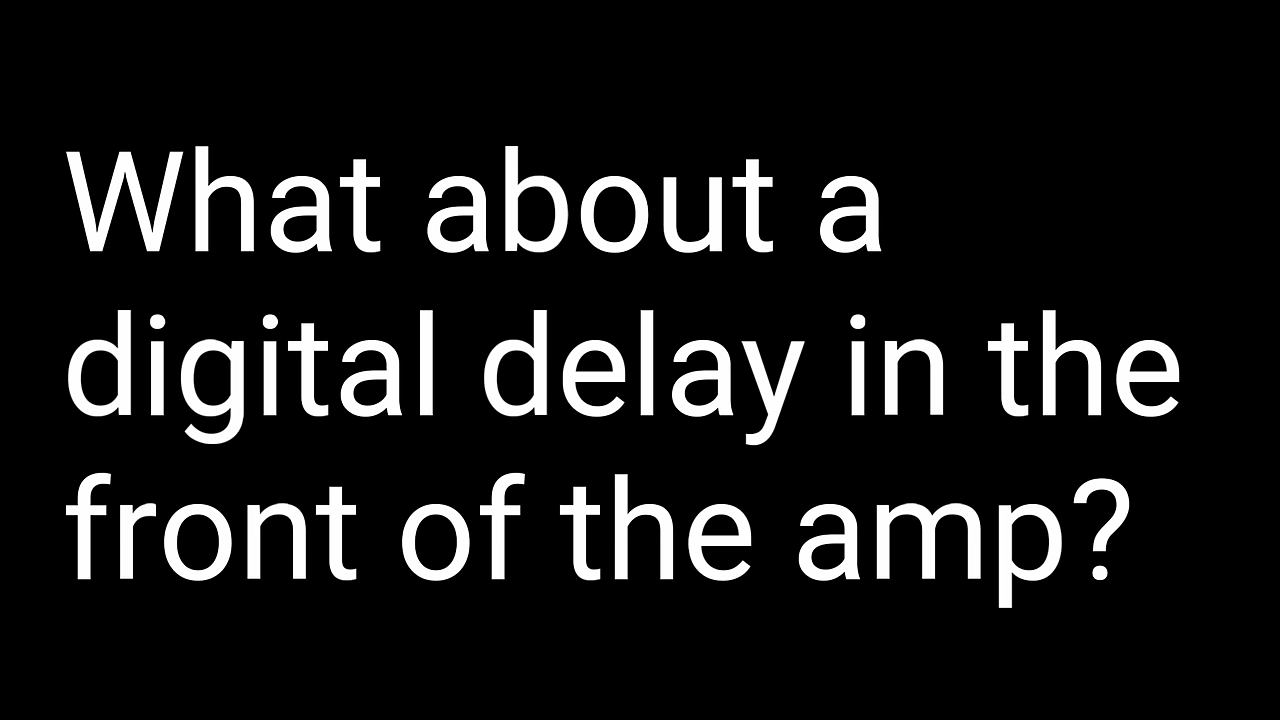 What about a
digital delay in the
front of the amp?